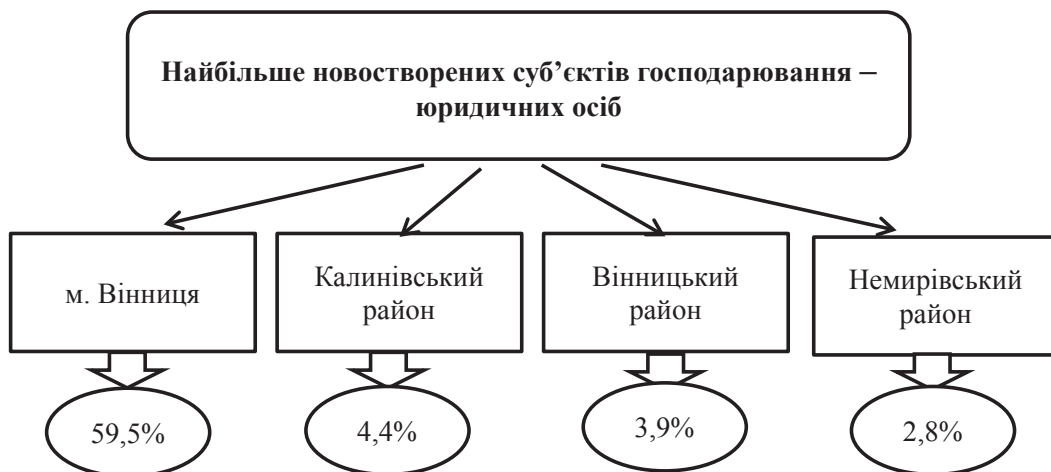 Найбільше новостворених суб’єктів господарювання –
юридичних осіб
м. Вінниця
Калинівський
район
Вінницький
район
Немирівський
район
59,5%
4,4%
3,9%
2,8%